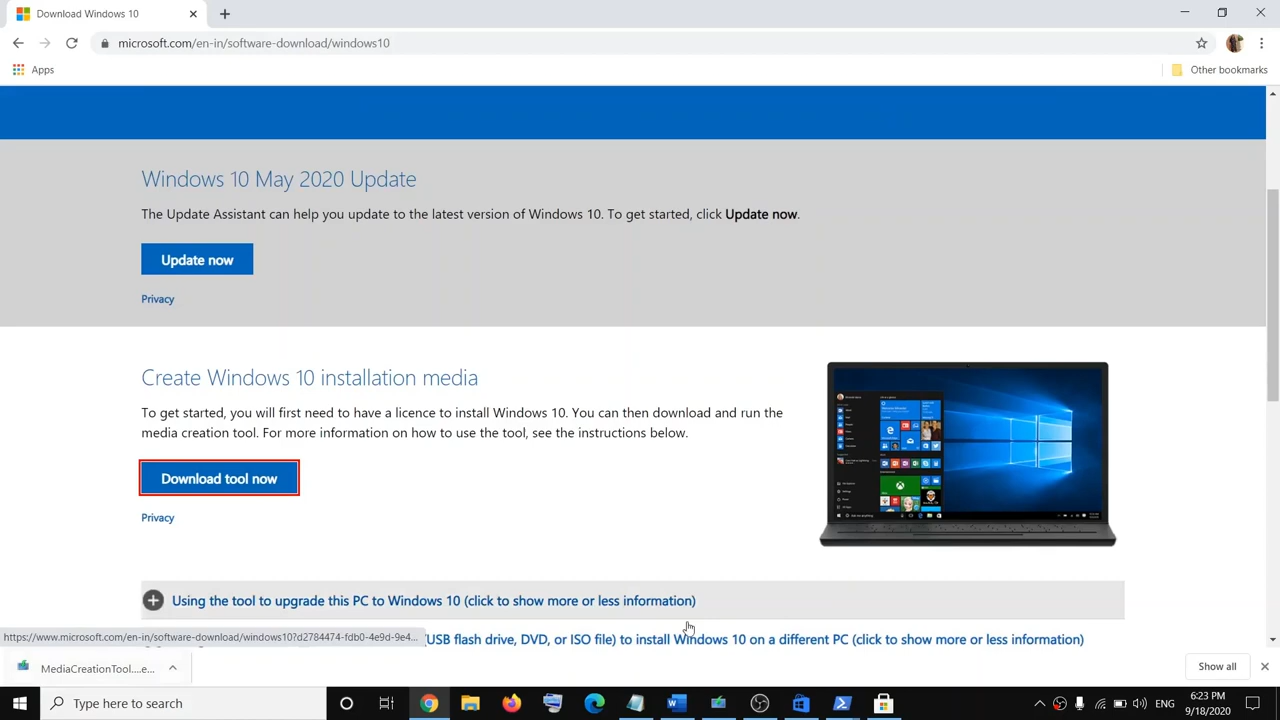 Download Windows 10
microsoft.com/en-in/software-download/windows10
Apps
Other bookmarks
Windows 10 May 2020 Update
The Update Assistant can help you update to the latest version of Windows 10. To get started, click Update now.
Update now
Privacy
Create Windows 10 installation media
To get started, you will first need to have a licence to install Windows 10. You can then download and run the
media creation tool. For more information on how to use the tool, see the instructions below.
Download tool now
Privacy
Using the tool to upgrade this PC to Windows 10 (click to show more or less information)
https://www.microsoft.com/en-in/software-download/windows10?d2784474-fdb0-4e9d-9e4...
(USB flash drive, DVD, or ISO file) to install Windows 10 on a different PC (click to show more or less information)
MediaCreationTool....e...
Show all
Type here to search
ENG
6:23 PM
9/18/2020